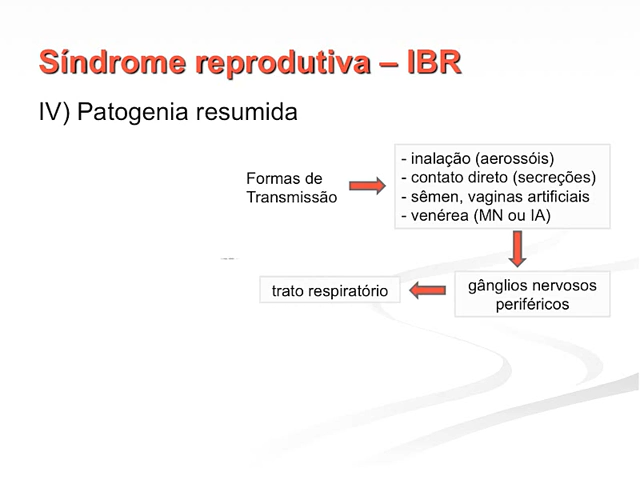 Síndrome reprodutiva – IBR
IV) Patogenia resumida
Formas de
Transmissão
- inalação (aerossóis)
- contato direto (secreções)
- sêmen, vaginas artificiais
- venérea (MN ou IA)
gânglios nervosos
periféricos
trato respiratório